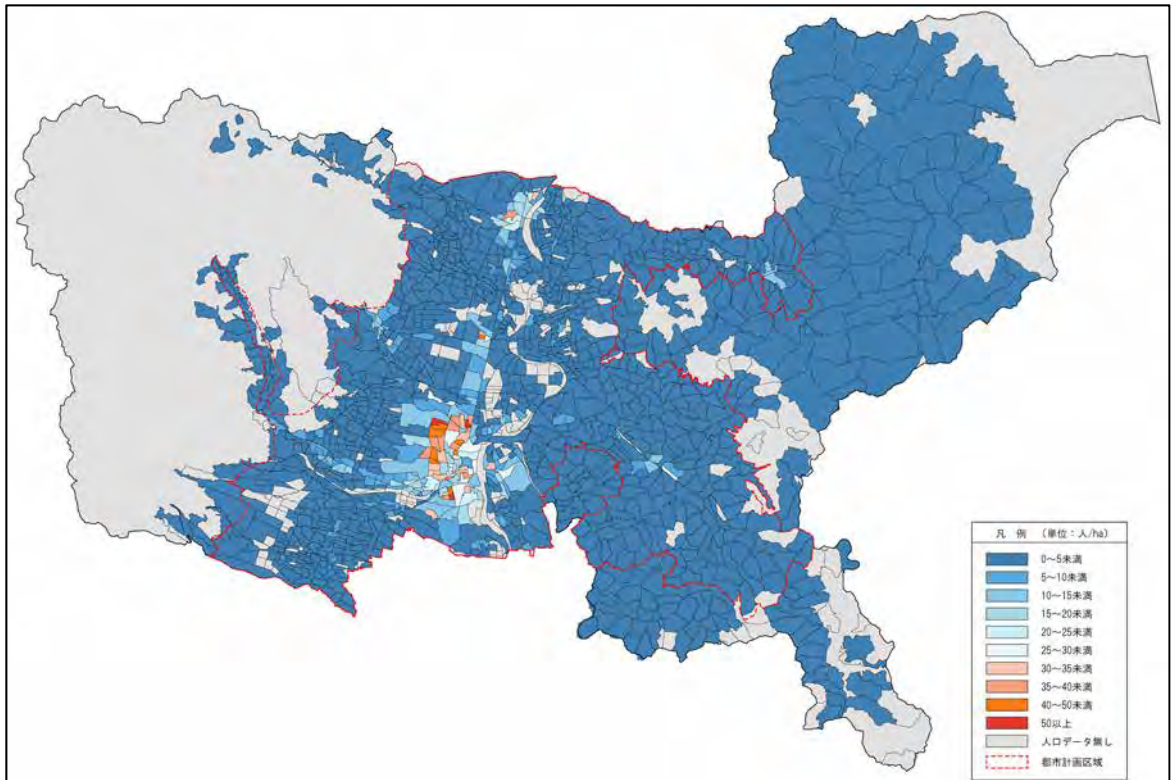 凡 例 (単位：人/ha)
0～5未満
5～10未満
10～15未満
15～20未満
20～25未満
25～30未満
30～35未満
35～40未満
40～50未満
50以上
人口データ無し
都市計画区域